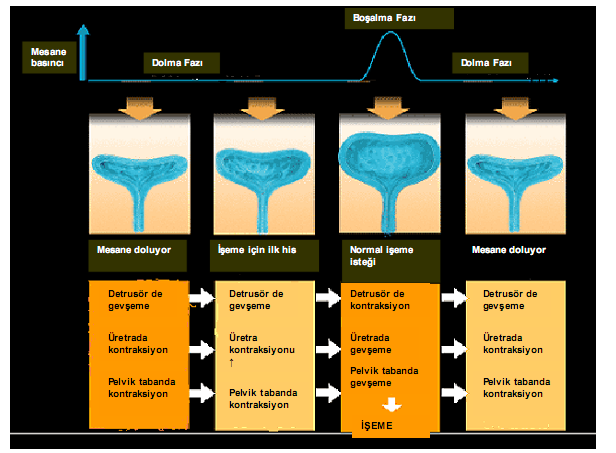 Boşalma Fazı
Mesane
basıncı
Dolma Fazı
Dolma Fazı
Mesane doluyor
İşeme için ilk his
Normal işeme
isteği
Mesane doluyor
Detrusör de
gevşeme
Üretrada
kontraksiyon
Pelvik tabanda
kontraksiyon
Detrusör de
gevşeme
Üretra
kontraksiyonu
↑
Pelvik tabanda
kontraksiyon
Detrusör de
kontraksiyon
Üretrada
gevşeme
Pelvik tabanda
gevşeme
İŞEME
Detrusör de
gevşeme
Üretrada
kontraksiyon
Pelvik tabanda
kontraksiyon